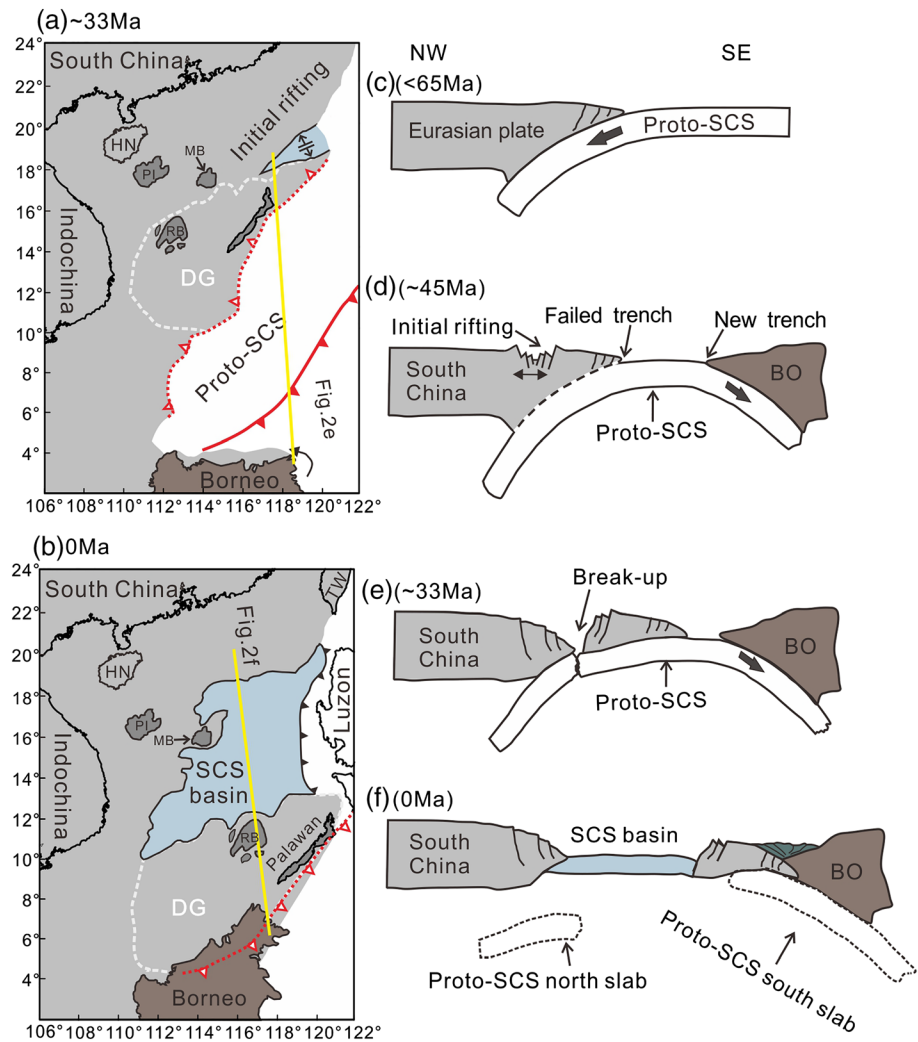 (a) ~33Ma
24°
22°
20°
18°
16°
14°
12°
10°
8°
6°
4°
South China
Initial rifting
HN
MB
PI
RB
Indochina
DG
Proto-SCS
Fig.2e
Borneo
106° 108° 110° 112° 114° 116° 118° 120° 122°
(b) 0Ma
24°
22°
20°
18°
16°
14°
12°
10°
8°
6°
4°
South China
TW
Fig.2f
HN
Luzon
PI
MB
Indochina
SCS
basin
RB
Palawan
DG
Borneo
106° 108° 110° 112° 114° 116° 118° 120° 122°
NW SE
(c) (<65Ma)
Eurasian plate
Proto-SCS
(d) (~45Ma)
Initial rifting
Failed trench
New trench
South
China
BO
Proto-SCS
(e) (~33Ma)
Break-up
South
China
BO
Proto-SCS
(f) (0Ma)
South
China
SCS basin
BO
Proto-SCS north slab
Proto-SCS south slab